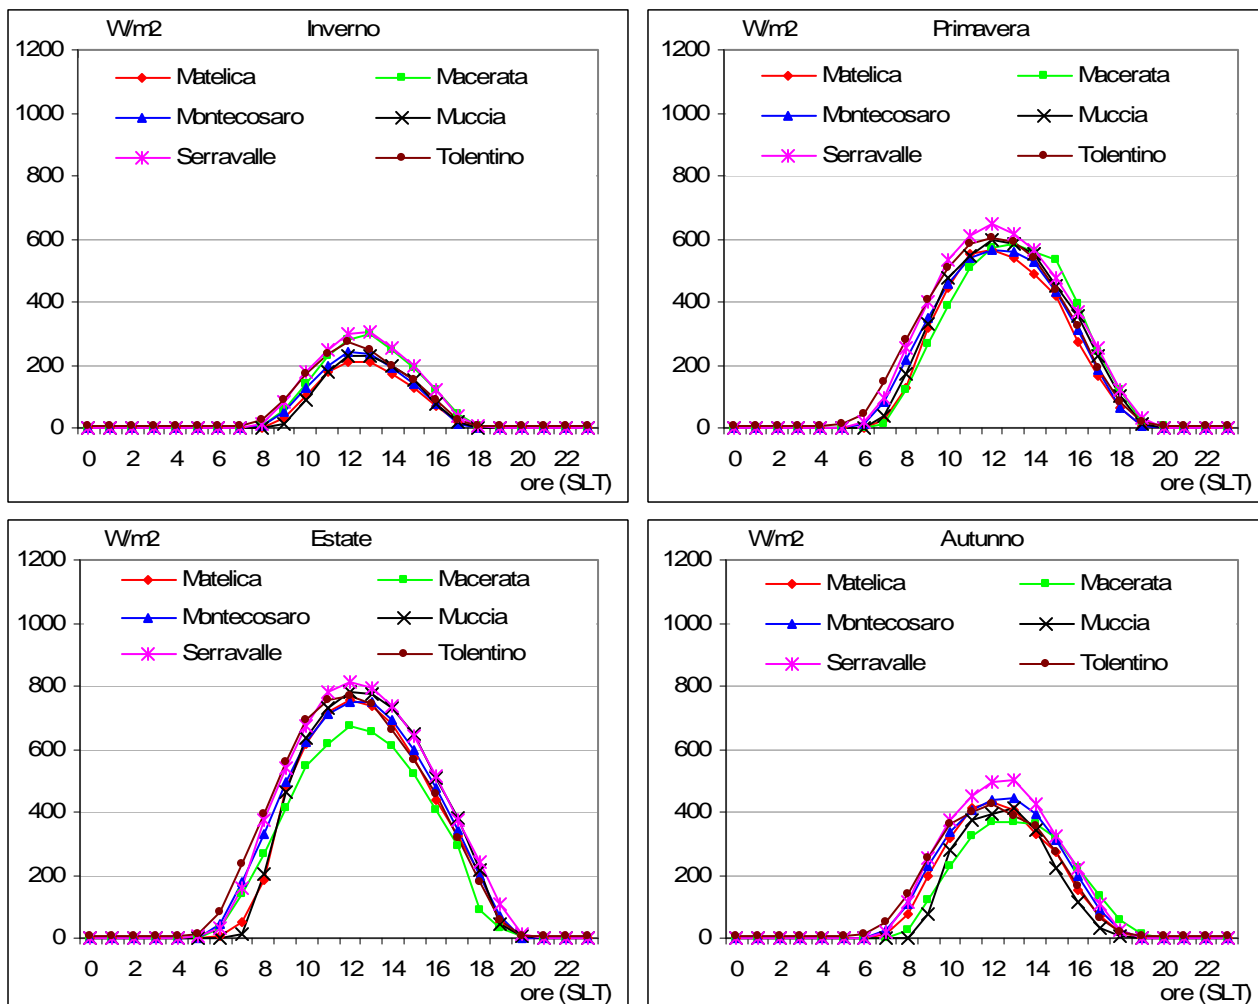 W/m2 Inverno
1200
1000
800
600
400
200
0
Matelica Macerata
Montecosaro Muccia
Serravalle Tolentino
0 2 4 6 8 10 12 14 16 18 20 22
ore (SLT)
W/m2 Primavera
1200
1000
800
600
400
200
0
Matelica Macerata
Montecosaro Muccia
Serravalle Tolentino
0 2 4 6 8 10 12 14 16 18 20 22
ore (SLT)
W/m2 Estate
1200
1000
800
600
400
200
0
Matelica Macerata
Montecosaro Muccia
Serravalle Tolentino
0 2 4 6 8 10 12 14 16 18 20 22
ore (SLT)
W/m2 Autunno
1200
1000
800
600
400
200
0
Matelica Macerata
Montecosaro Muccia
Serravalle Tolentino
0 2 4 6 8 10 12 14 16 18 20 22
ore (SLT)